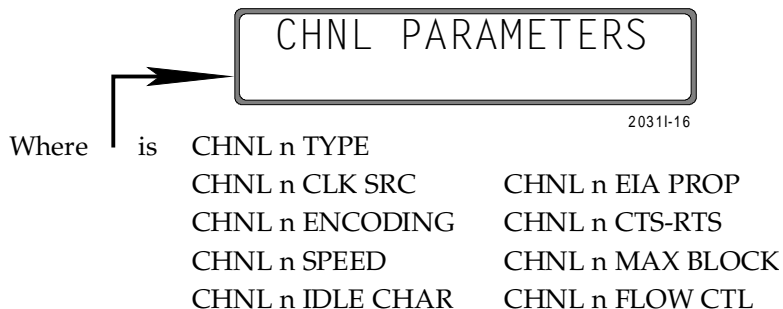 CHNL PARAMETERS
2031I-16
Where is CHNL n TYPE
CHNL n CLK SRC CHNL n EIA PROP
CHNL n ENCODING CHNL n CTS-RTS
CHNL n SPEED CHNL n MAX BLOCK
CHNL n IDLE CHAR CHNL n FLOW CTL